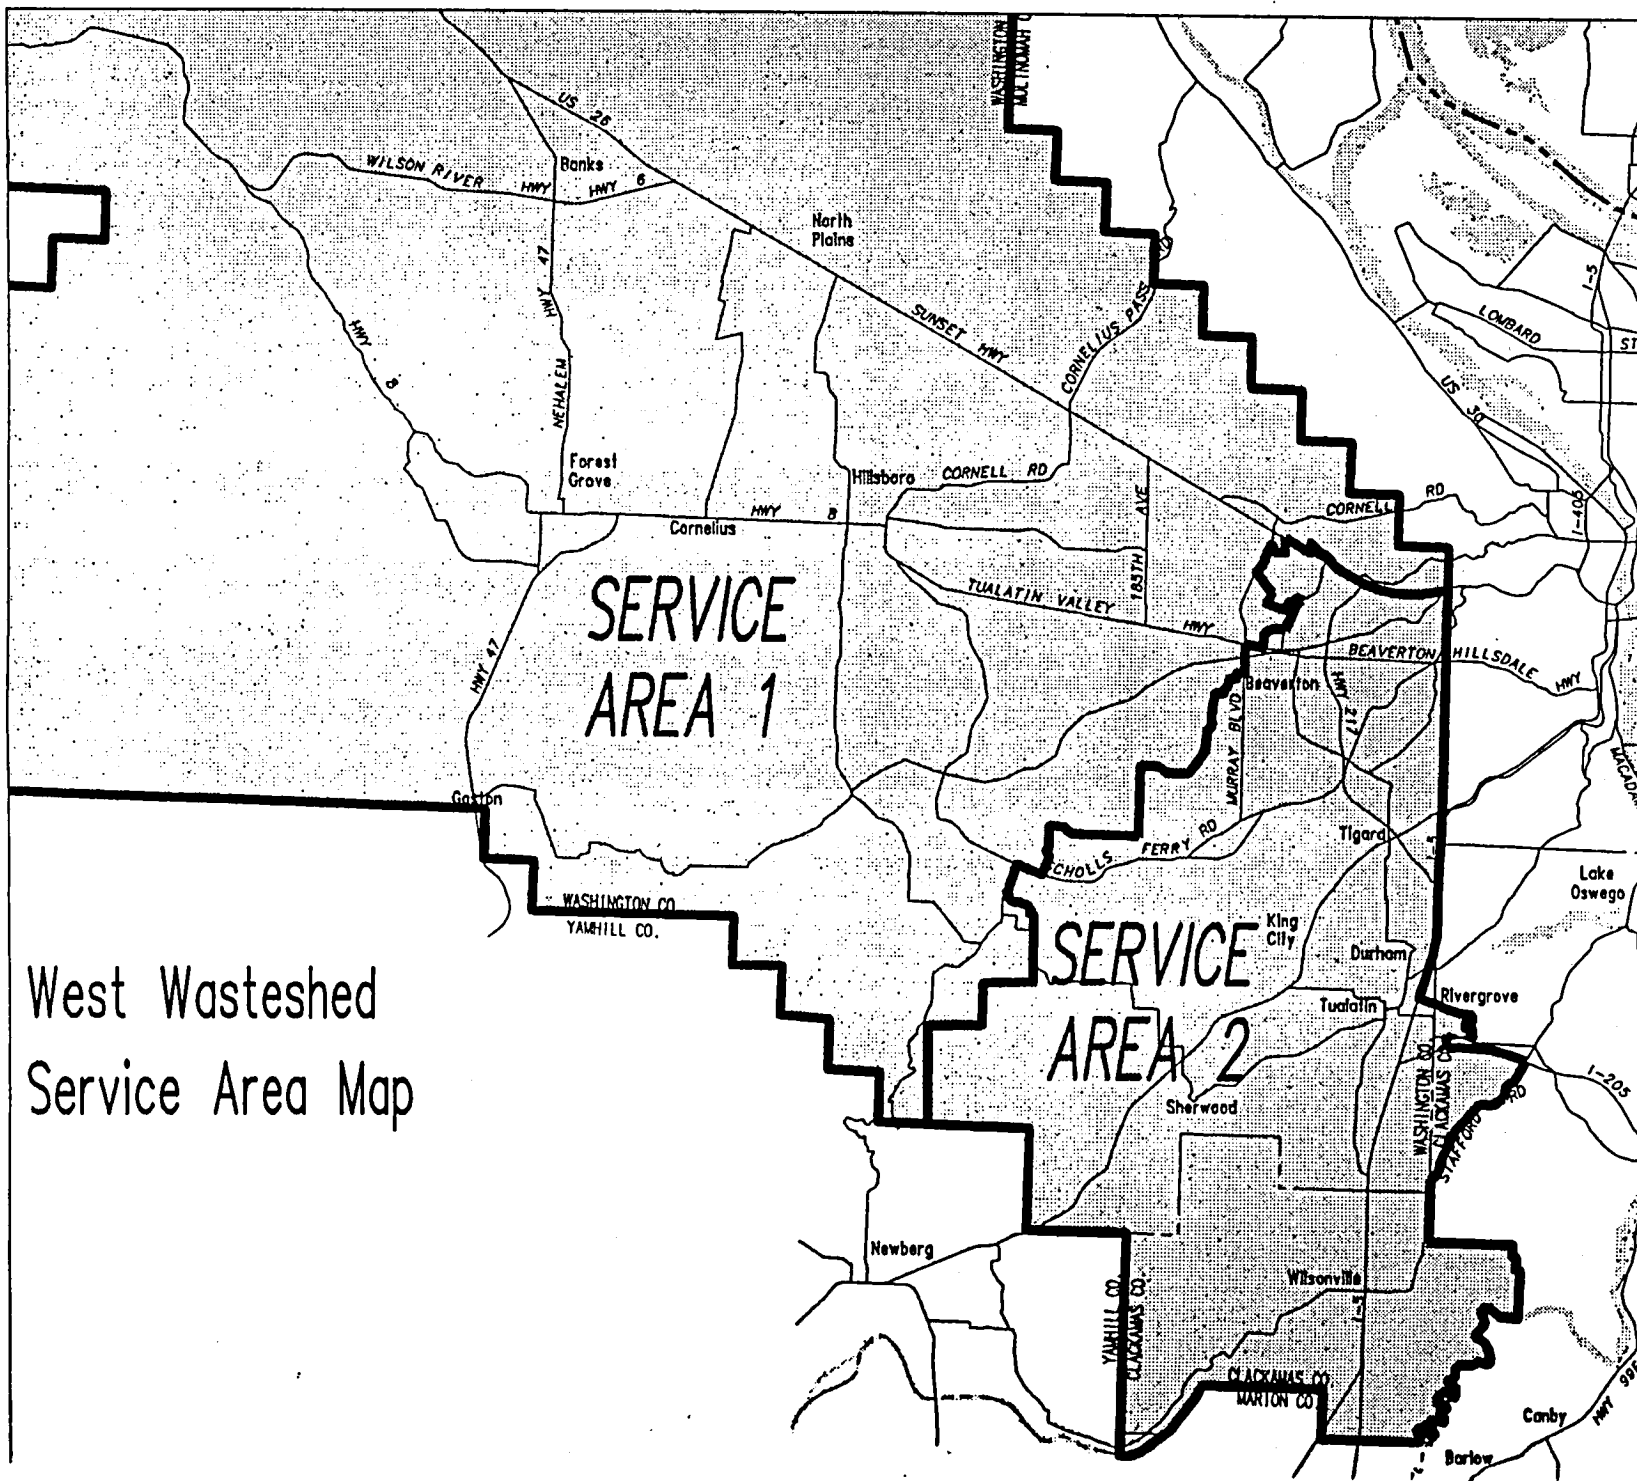 WASHINGTON
MULTNOMAH C
US 26
Banks
WILSON RIVER HWY
HWY 6
North
Plains
I-5
HWY 47
SUNSET HWY
CORNELIUS PASS
LOMBARD ST
HWY 8
NEHALEM
US 30
Forest
Grove
Hillsboro
CORNELL RD
HWY 8
Cornelius
185TH AVE
CORNELL RD
I-405
SERVICE
AREA 1
TUALATIN VALLEY HWY
BEAVERTON HILLSDALE HWY
HWY 47
Beaverton
HWY 217
MURRAY BLVD
MACADA
Gaston
SCHOLLS FERRY RD
Tigard
I-5
Lake
Oswego
WASHINGTON CO.
YAMHILL CO.
King
City
SERVICE
AREA 2
Durham
West Wasteshed
Service Area Map
Tualatin
Rivergrove
WASHINGTON CO.
CLACKAMAS CO.
I-205
STAFFORD RD
Sherwood
Newberg
Wilsonville
I-5
YAMHILL CO.
CLACKAMAS CO.
CLACKAMAS CO.
MARION CO.
Canby
HWY 99E
Barlow